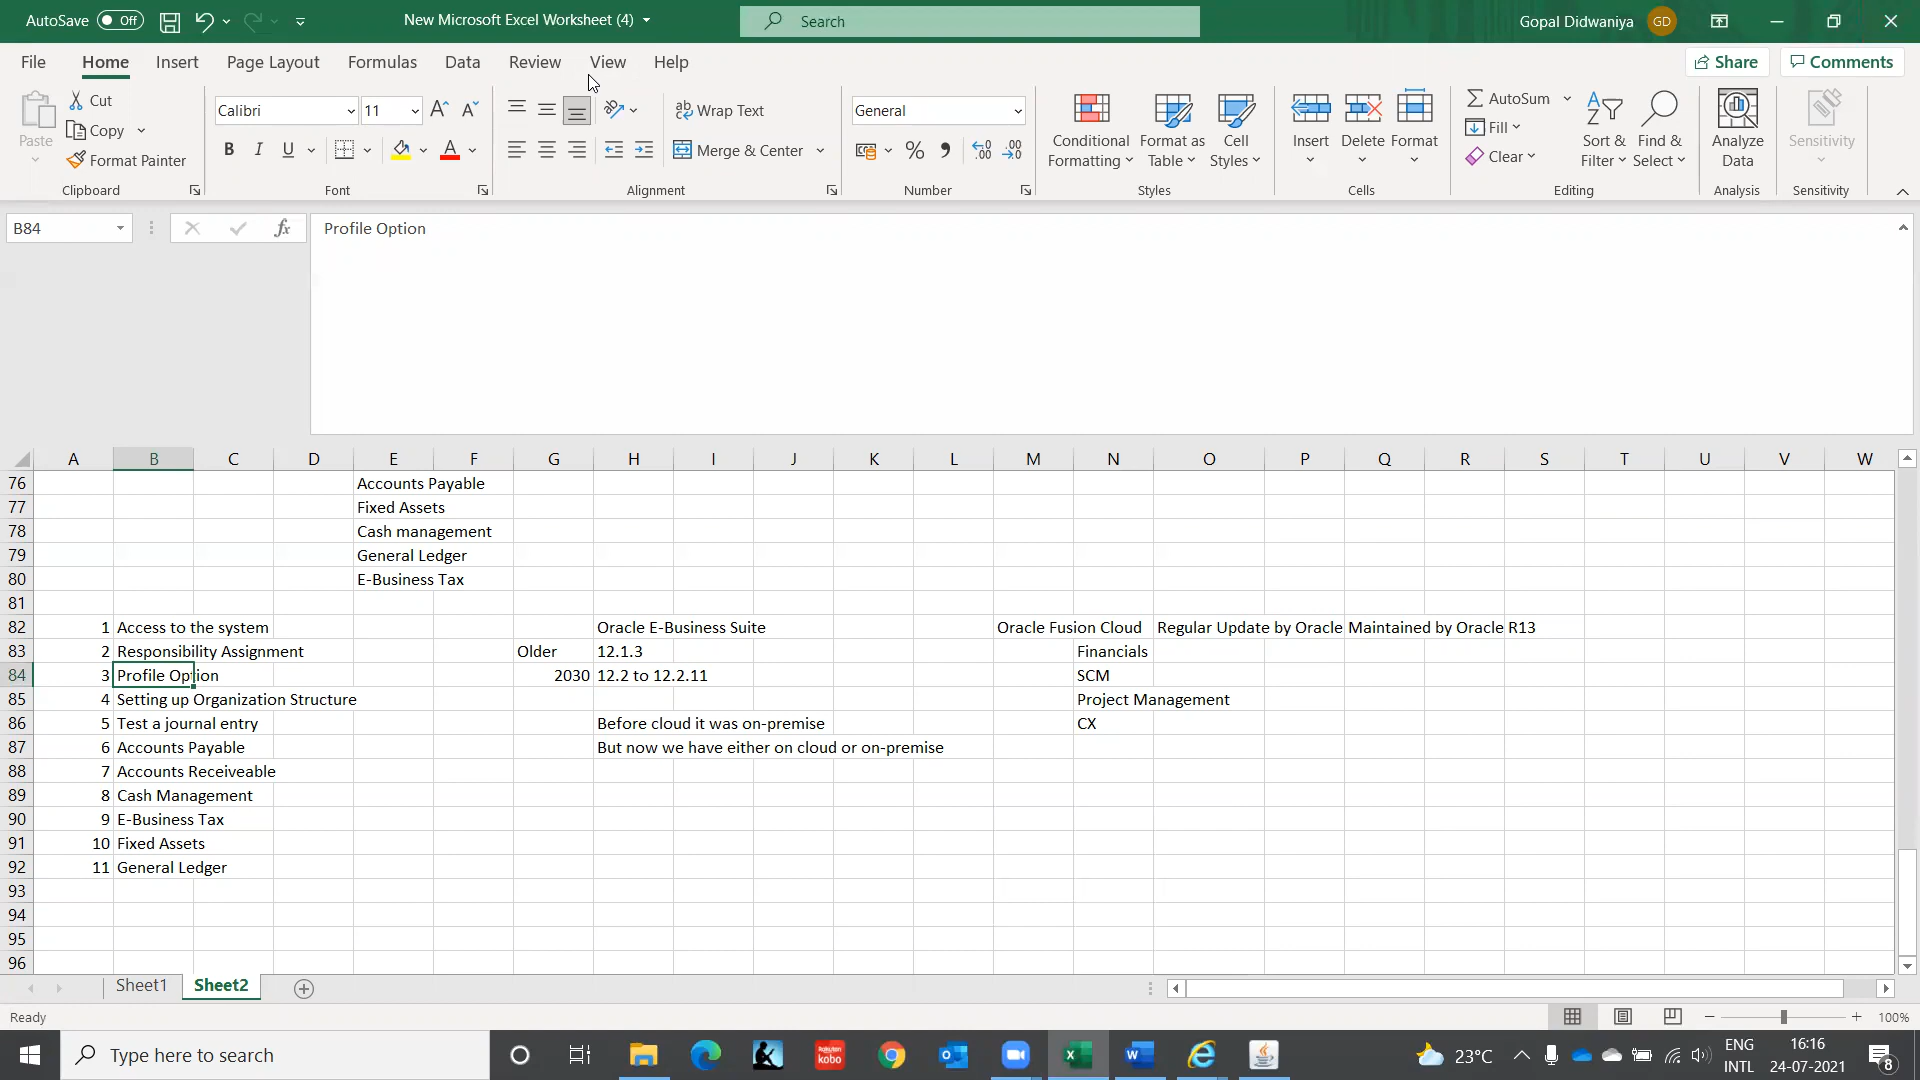 AutoSave Off New Microsoft Excel Worksheet (4) Search Gopal Didwaniya GD
File Home Insert Page Layout Formulas Data Review View Help Share Comments
Paste Cut Copy Format Painter Clipboard
Calibri 11 B I U Font
ab Wrap Text Merge & Center Alignment
General % Number
Conditional Formatting Format as Table Cell Styles Styles
Insert Delete Format Cells
AutoSum Fill Clear Sort & Filter Find & Select Editing
Analyze Data Analysis
Sensitivity Sensitivity
B84 fx Profile Option
A B C D E F G H I J K L M N O P Q R S T U V W
76 Accounts Payable
77 Fixed Assets
78 Cash management
79 General Ledger
80 E-Business Tax
81
82 1 Access to the system Oracle E-Business Suite Oracle Fusion Cloud Regular Update by Oracle Maintained by Oracle R13
83 2 Responsibility Assignment Older 12.1.3 Financials
84 3 Profile Option 2030 12.2 to 12.2.11 SCM
85 4 Setting up Organization Structure Project Management
86 5 Test a journal entry Before cloud it was on-premise CX
87 6 Accounts Payable But now we have either on cloud or on-premise
88 7 Accounts Receiveable
89 8 Cash Management
90 9 E-Business Tax
91 10 Fixed Assets
92 11 General Ledger
93
94
95
96
Sheet1 Sheet2
Ready 100%
Type here to search 23°C ENG INTL 16:16 24-07-2021 8